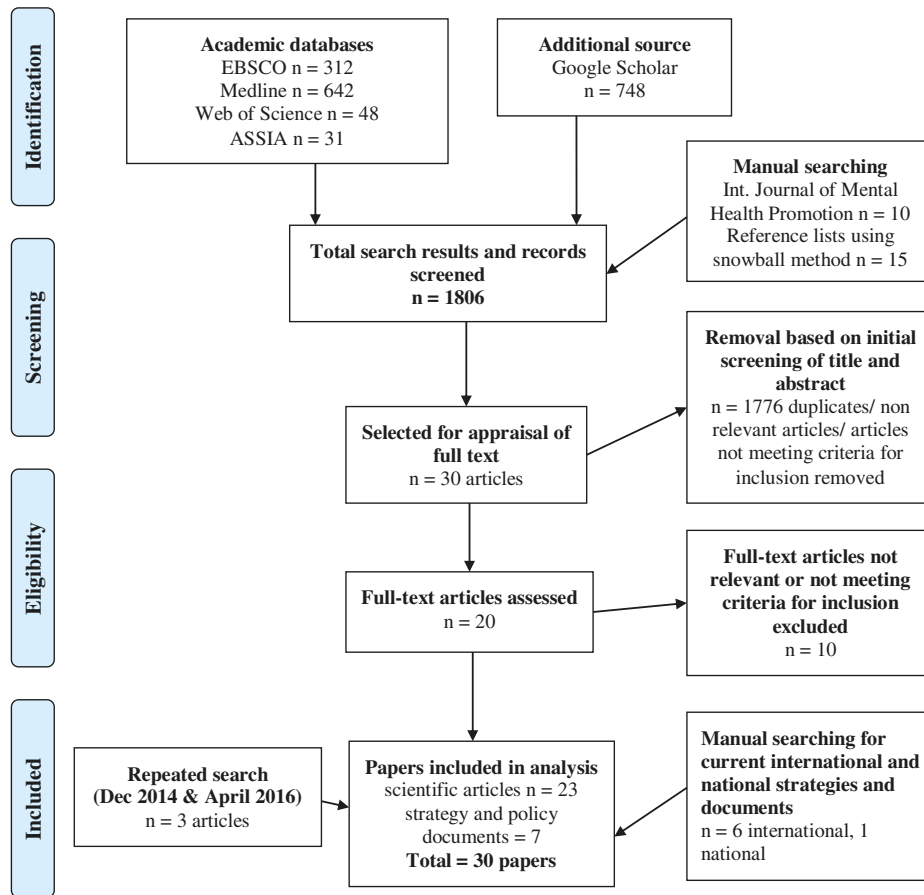 Identification
Academic databases
EBSCO n = 312
Medline n = 642
Web of Science n = 48
ASSIA n = 31
Additional source
Google Scholar
n = 748
Manual searching
Int. Journal of Mental
Health Promotion n = 10
Reference lists using
snowball method n = 15
Screening
Total search results and records
screened
n = 1806
Removal based on initial
screening of title and
abstract
n = 1776 duplicates/ non
relevant articles/ articles
not meeting criteria for
inclusion removed
Selected for appraisal of
full text
n = 30 articles
Eligibility
Full-text articles assessed
n = 20
Full-text articles not
relevant or not meeting
criteria for inclusion
excluded
n = 10
Included
Repeated search
(Dec 2014 & April 2016)
n = 3 articles
Papers included in analysis
scientific articles n = 23
strategy and policy
documents = 7
Total = 30 papers
Manual searching for
current international and
national strategies and
documents
n = 6 international, 1
national